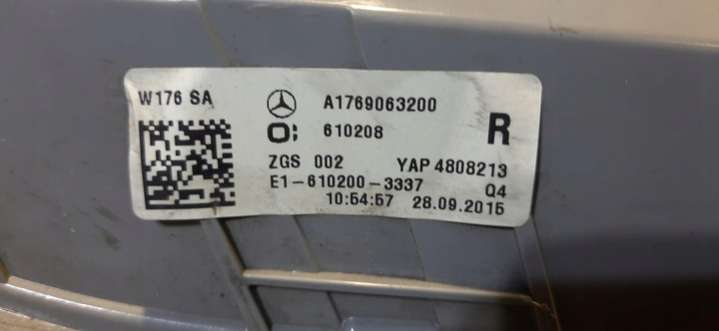 W176 SA
A1769063200
O: 610208
R
ZGS 002 YAP 4808213
E1-610200-3337 Q4
10:54:57 28.09.2015